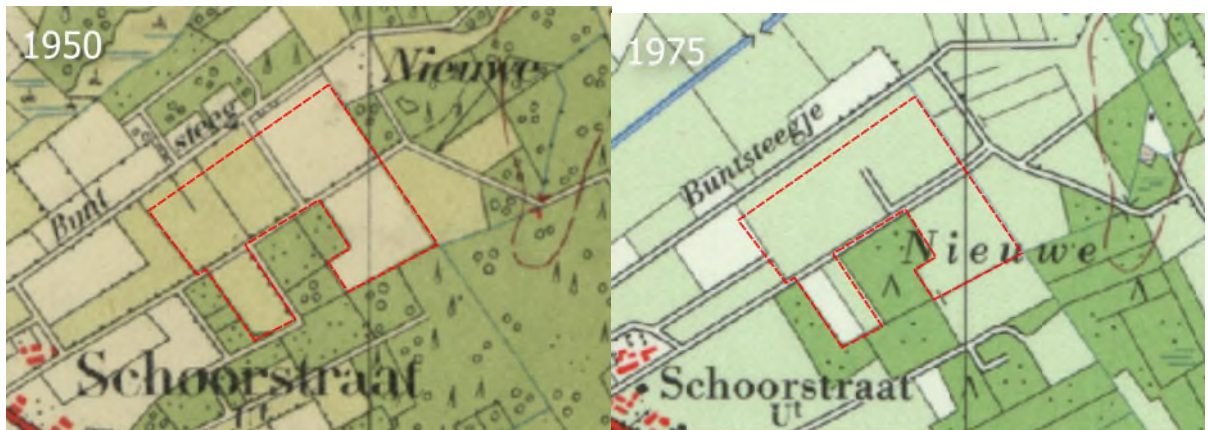 1950
Nieuwe
Bunt
steeg
Schoorstraat
Ut
1975
Buntsteegje
Nieuwe
Schoorstraat
Ut